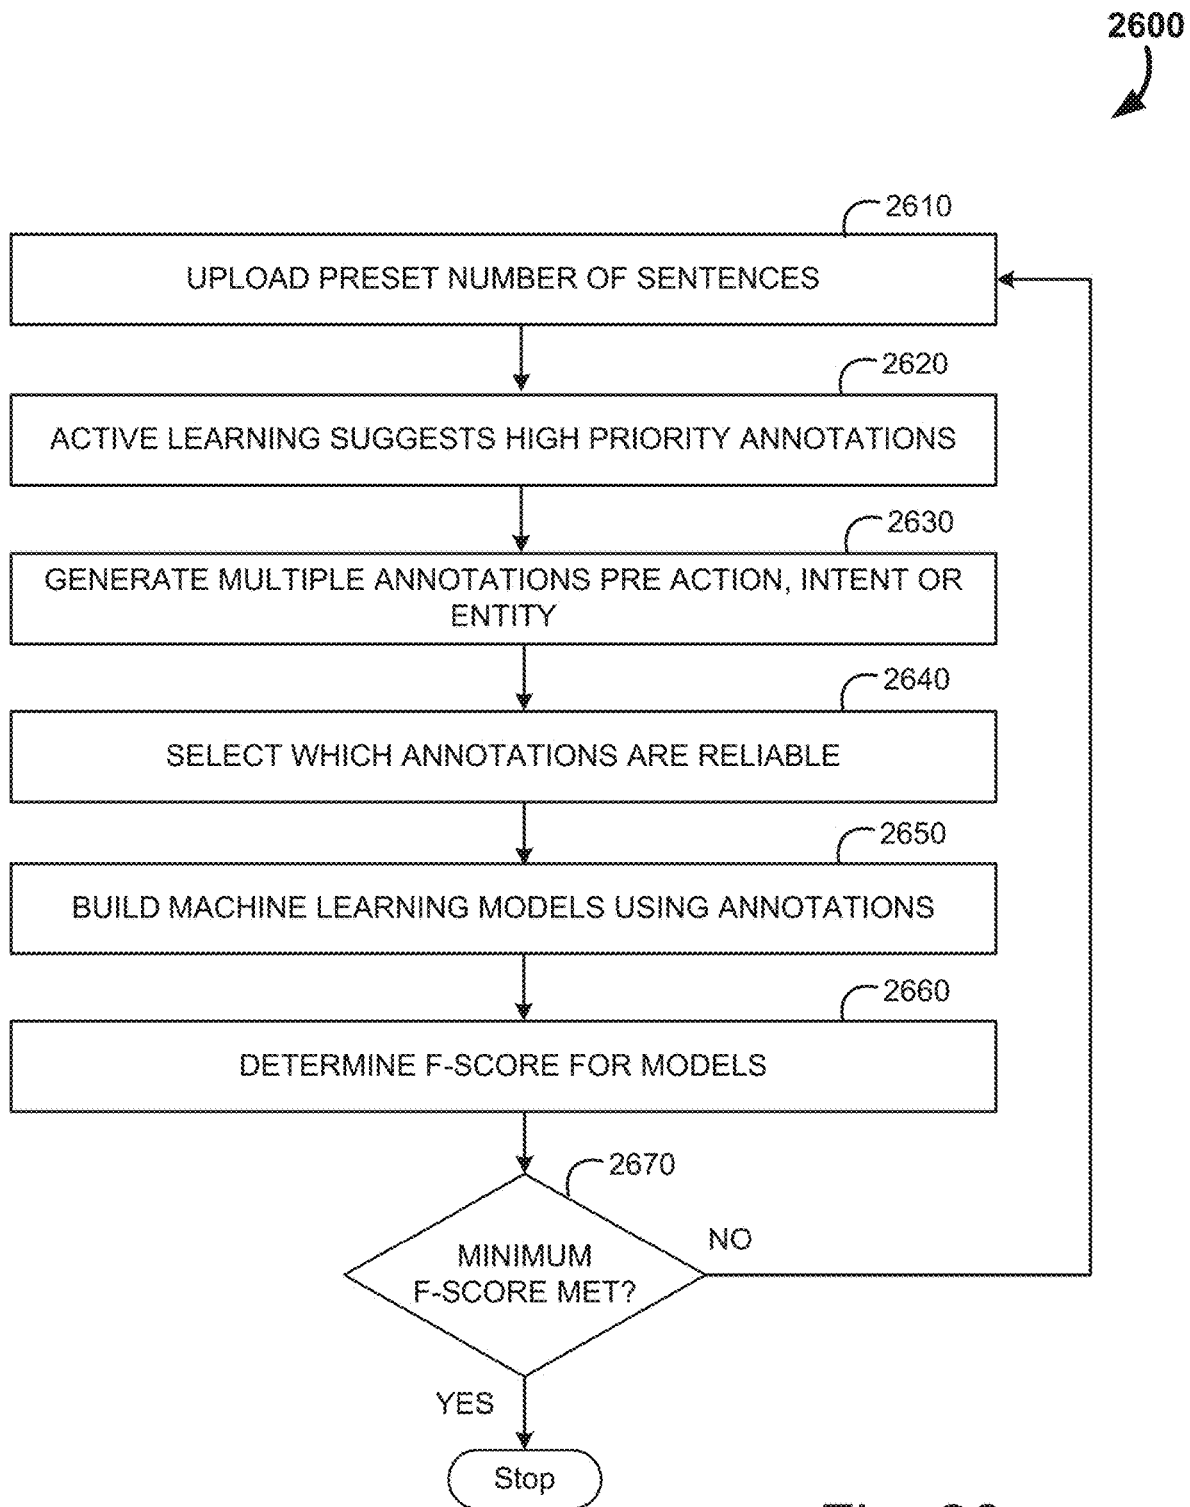 2600
2610
UPLOAD PRESET NUMBER OF SENTENCES
2620
ACTIVE LEARNING SUGGESTS HIGH PRIORITY ANNOTATIONS
2630
GENERATE MULTIPLE ANNOTATIONS PRE ACTION, INTENT OR
ENTITY
2640
SELECT WHICH ANNOTATIONS ARE RELIABLE
2650
BUILD MACHINE LEARNING MODELS USING ANNOTATIONS
2660
DETERMINE F-SCORE FOR MODELS
2670
MINIMUM
F-SCORE MET?
NO
YES
Stop